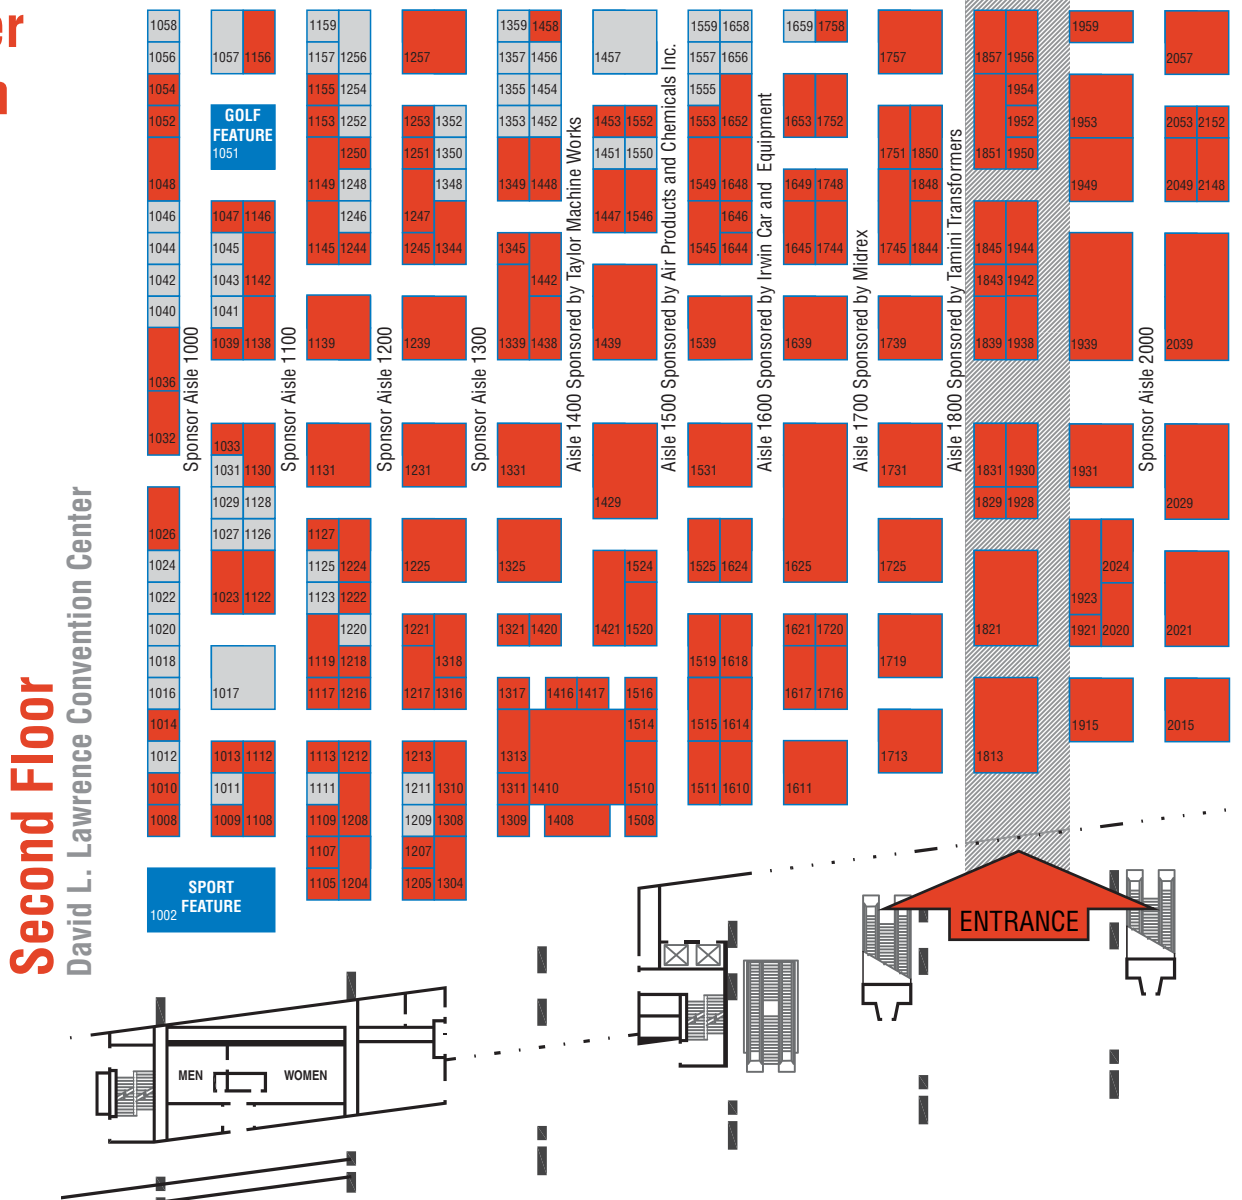 er
n
Second Floor
David L. Lawrence Convention Center
1058 1057 1156 1159 1257 1359 1458 1457 1559 1658 1659 1758 1757 1857 1956 1959 2057
1056 1157 1256 1357 1456 1557 1656
1054 1155 1254 1355 1454 1555 1954
1052 GOLF FEATURE 1051 1153 1252 1253 1352 1353 1452 1453 1552 1553 1652 1653 1752 1952 1953 2053 2152
1250 1251 1350 1451 1550 1751 1850 1851 1950
1048 1149 1248 1348 1349 1448 1549 1648 1649 1748 1848 1949 2049 2148
1046 1047 1146 1246 1247 1447 1546 1646
1044 1045 1145 1244 1245 1344 1345 1545 1644 1645 1744 1745 1844 1845 1944
1042 1043 1142 1442 1843 1942
1040 1041
1039 1138 1139 1239 1339 1438 1439 1539 1639 1739 1839 1938 1939 2039
1036
1032 1033
Sponsor Aisle 1000
Sponsor Aisle 1100
Sponsor Aisle 1200
Sponsor Aisle 1300
Aisle 1400 Sponsored by Taylor Machine Works
Aisle 1500 Sponsored by Air Products and Chemicals Inc.
Aisle 1600 Sponsored by Irwin Car and Equipment
Aisle 1700 Sponsored by Midrex
Aisle 1800 Sponsored by Tamini Transformers
Sponsor Aisle 2000
1031 1130 1131 1231 1331 1531 1731 1831 1930 1931
1029 1128 1429 1829 1928 2029
1026 1027 1126 1127
1024 1125 1224 1225 1325 1524 1525 1624 1625 1725 2024
1022 1023 1122 1123 1222 1923
1020 1220 1221 1321 1420 1421 1520 1621 1720 1821 1921 2020 2021
1018 1119 1218 1318 1519 1618 1719
1016 1017 1117 1216 1217 1316 1317 1416 1417 1516 1617 1716
1014 1514 1515 1614 1915 2015
1012 1013 1112 1113 1212 1213 1313 1713 1813
1010 1011 1111 1211 1310 1311 1410 1510 1511 1610 1611
1008 1009 1108 1109 1208 1209 1308 1309 1408 1508
1107 1207
1105 1204 1205 1304
SPORT
1002 FEATURE
ENTRANCE
MEN WOMEN